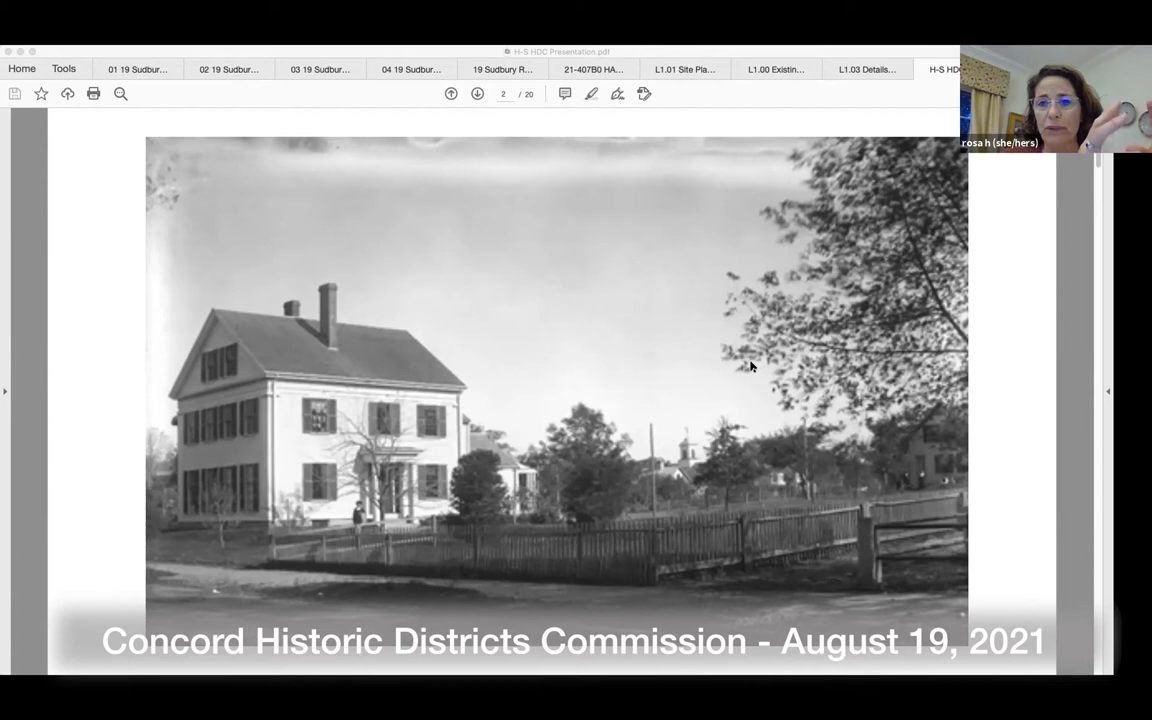 H-S HDC Presentation.pdf
Home Tools 01 19 Sudbur... 02 19 Sudbur... 03 19 Sudbur... 04 19 Sudbur... 19 Sudbury R... 21-407B0 HA... L1.01 Site Pla... L1.00 Existin... L1.03 Details... H-S HDC
2 / 20
rosa h (she/hers)
Concord Historic Districts Commission - August 19, 2021